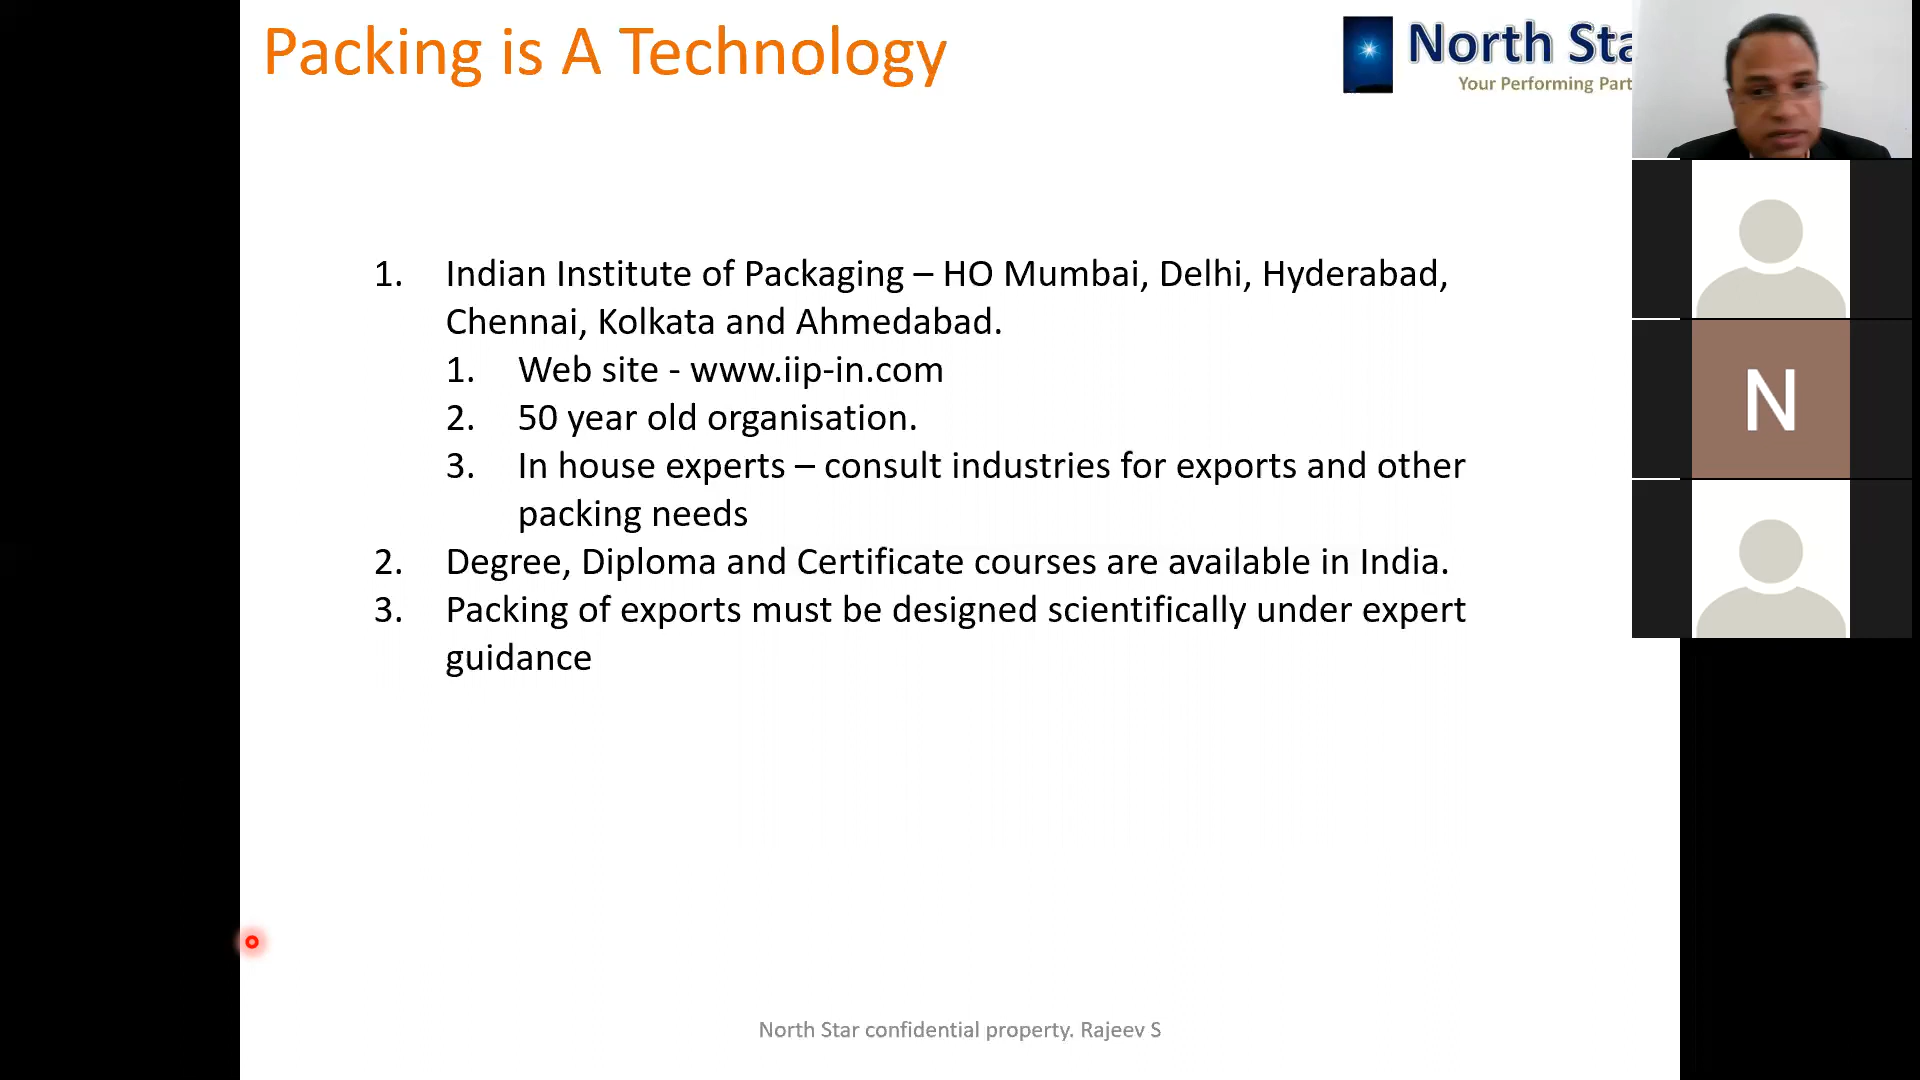 Packing is A Technology
North Sta
Your Performing Part
1. Indian Institute of Packaging – HO Mumbai, Delhi, Hyderabad,
Chennai, Kolkata and Ahmedabad.
1. Web site - www.iip-in.com
2. 50 year old organisation.
3. In house experts – consult industries for exports and other
packing needs
2. Degree, Diploma and Certificate courses are available in India.
3. Packing of exports must be designed scientifically under expert
guidance
N
North Star confidential property. Rajeev S